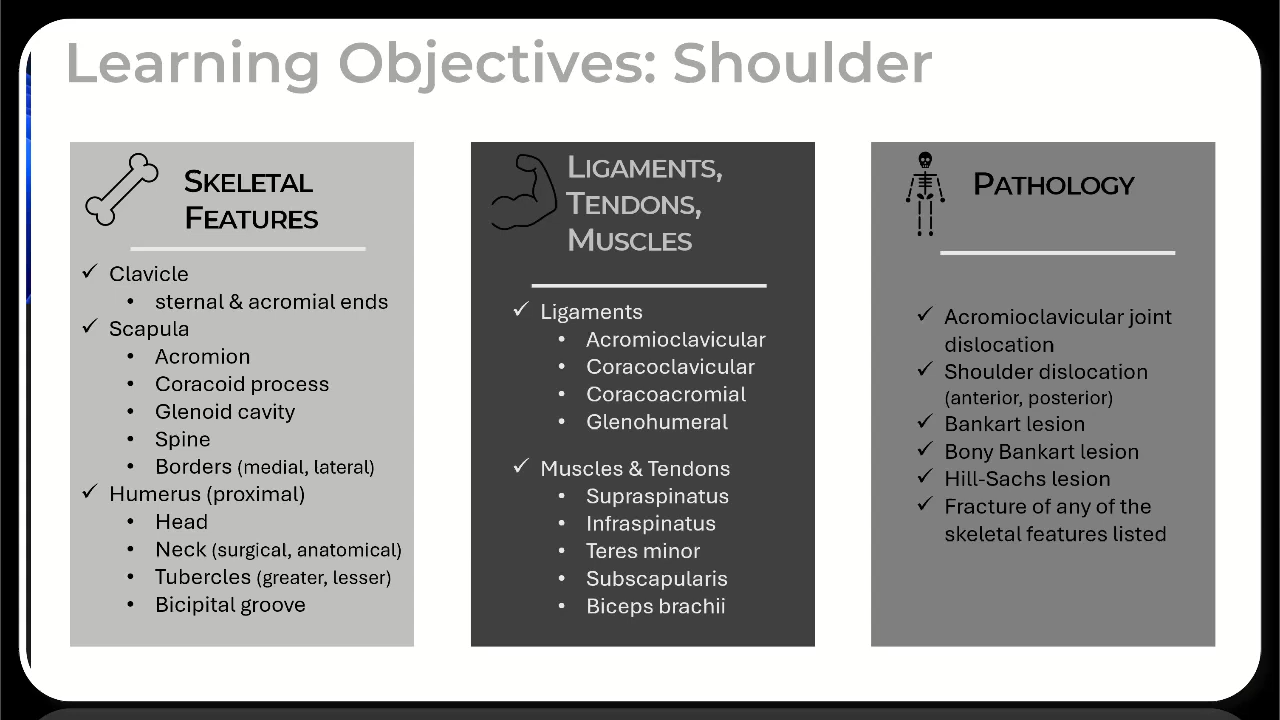 Learning Objectives: Shoulder
SKELETAL
FEATURES
✓ Clavicle
• sternal & acromial ends
✓ Scapula
• Acromion
• Coracoid process
• Glenoid cavity
• Spine
• Borders (medial, lateral)
✓ Humerus (proximal)
• Head
• Neck (surgical, anatomical)
• Tubercles (greater, lesser)
• Bicipital groove
LIGAMENTS,
TENDONS,
MUSCLES
✓ Ligaments
• Acromioclavicular
• Coracoclavicular
• Coracoacromial
• Glenohumeral
✓ Muscles & Tendons
• Supraspinatus
• Infraspinatus
• Teres minor
• Subscapularis
• Biceps brachii
PATHOLOGY
✓ Acromioclavicular joint
dislocation
✓ Shoulder dislocation
(anterior, posterior)
✓ Bankart lesion
✓ Bony Bankart lesion
✓ Hill-Sachs lesion
✓ Fracture of any of the
skeletal features listed